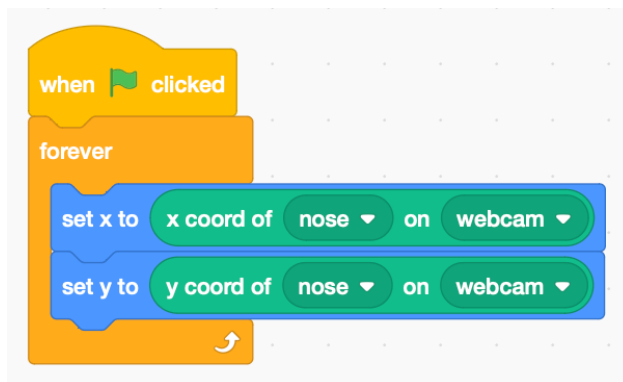 when clicked
forever
set x to x coord of nose on webcam
set y to y coord of nose on webcam